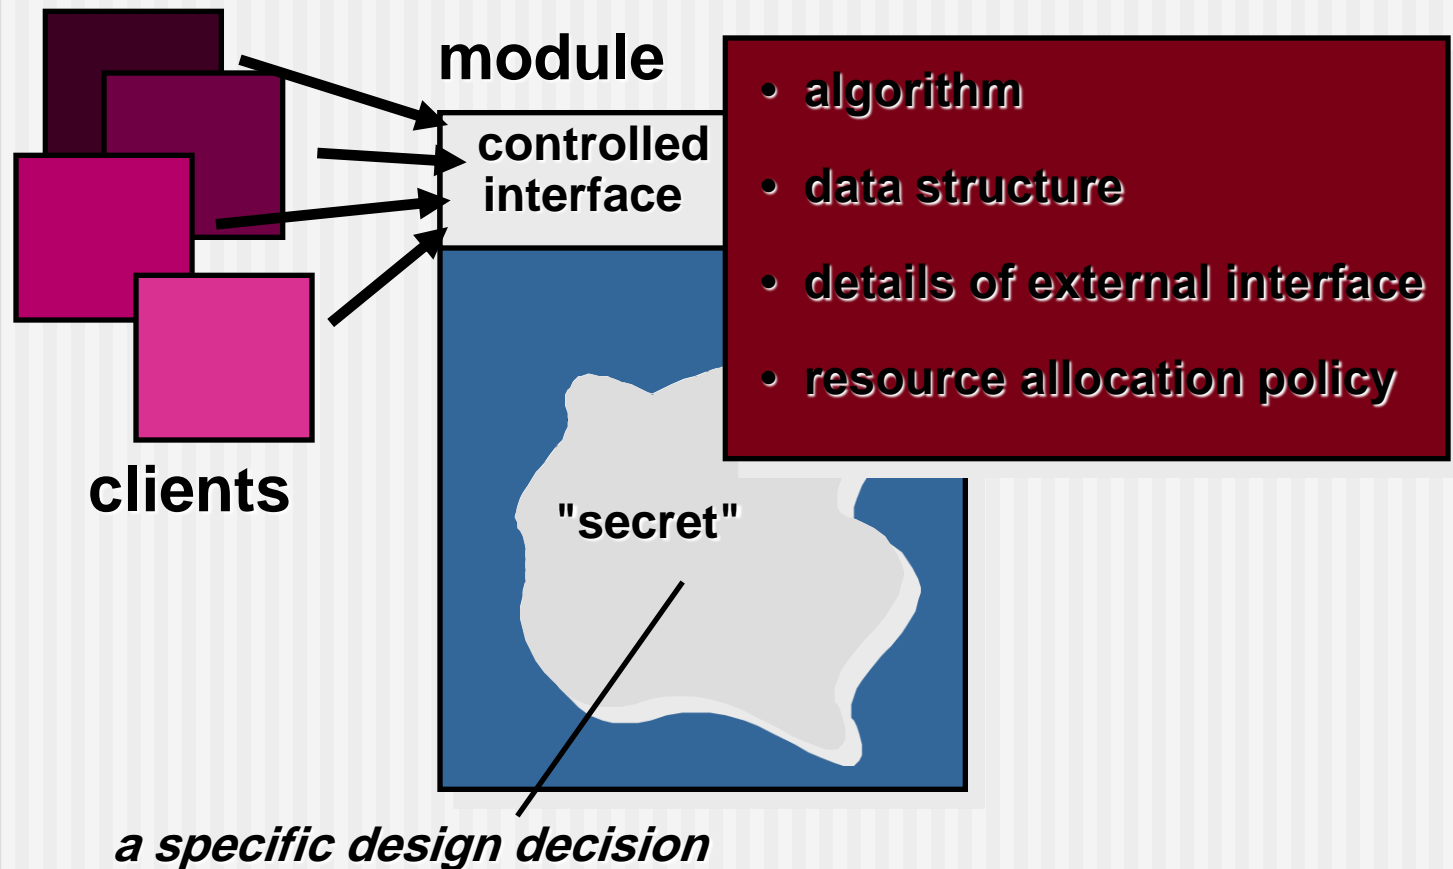 module
controlled
interface
• algorithm
• data structure
• details of external interface
• resource allocation policy
clients
"secret"
a specific design decision